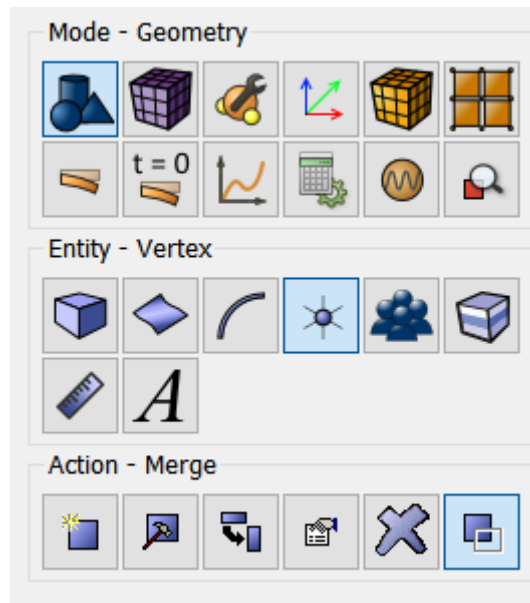 Mode - Geometry
t = 0
Entity - Vertex
A
Action - Merge